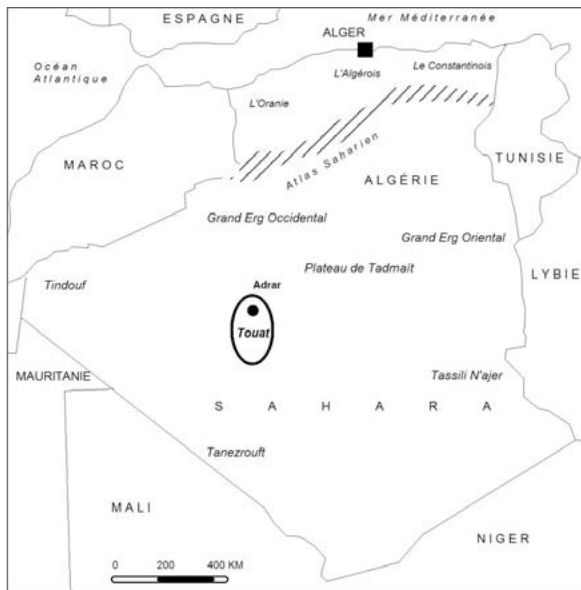 ESPAGNE
Mer Méditerranée
ALGER
Océan
Atlantique
L'Algérois
Le Constantinois
L'Oranie
MAROC
Atlas Saharien
TUNISIE
ALGÉRIE
Grand Erg Occidental
Grand Erg Oriental
Plateau de Tadmaït
LYBIE
Tindouf
Adrar
Touat
MAURITANIE
Tassili N'ajer
SAHARA
Tanezrouft
MALI
NIGER
0 200 400 KM